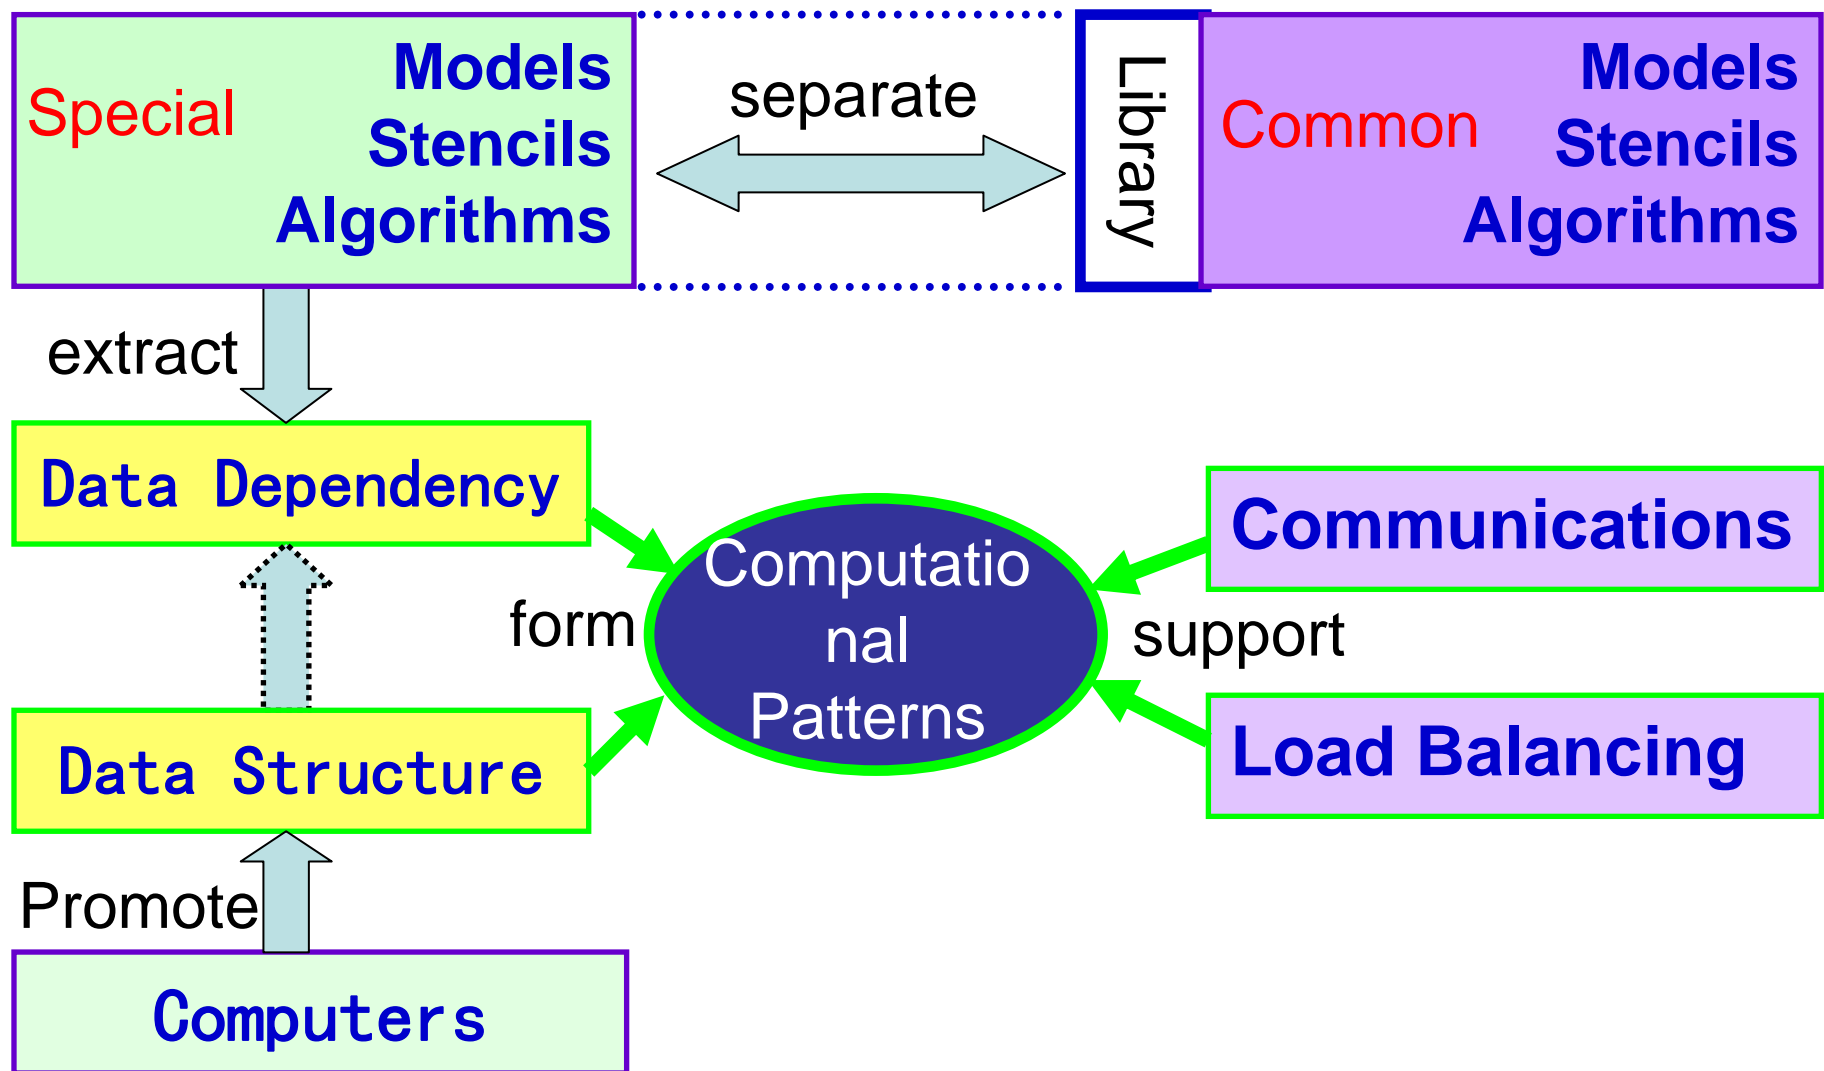 Special
Models
Stencils
Algorithms
separate
Library
Common
Models
Stencils
Algorithms
extract
Data Dependency
form
Computatio
nal
Patterns
Communications
support
Data Structure
Load Balancing
Promote
Computers